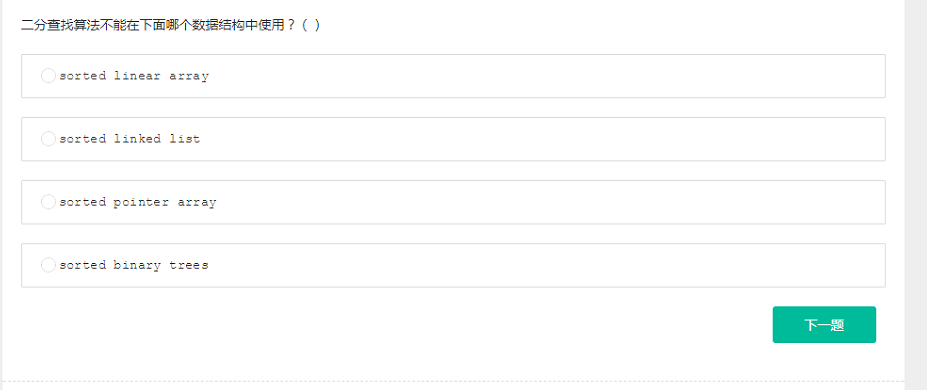 二分查找算法不能在下面哪个数据结构中使用？（ ）
sorted linear array
sorted linked list
sorted pointer array
sorted binary trees
下一题